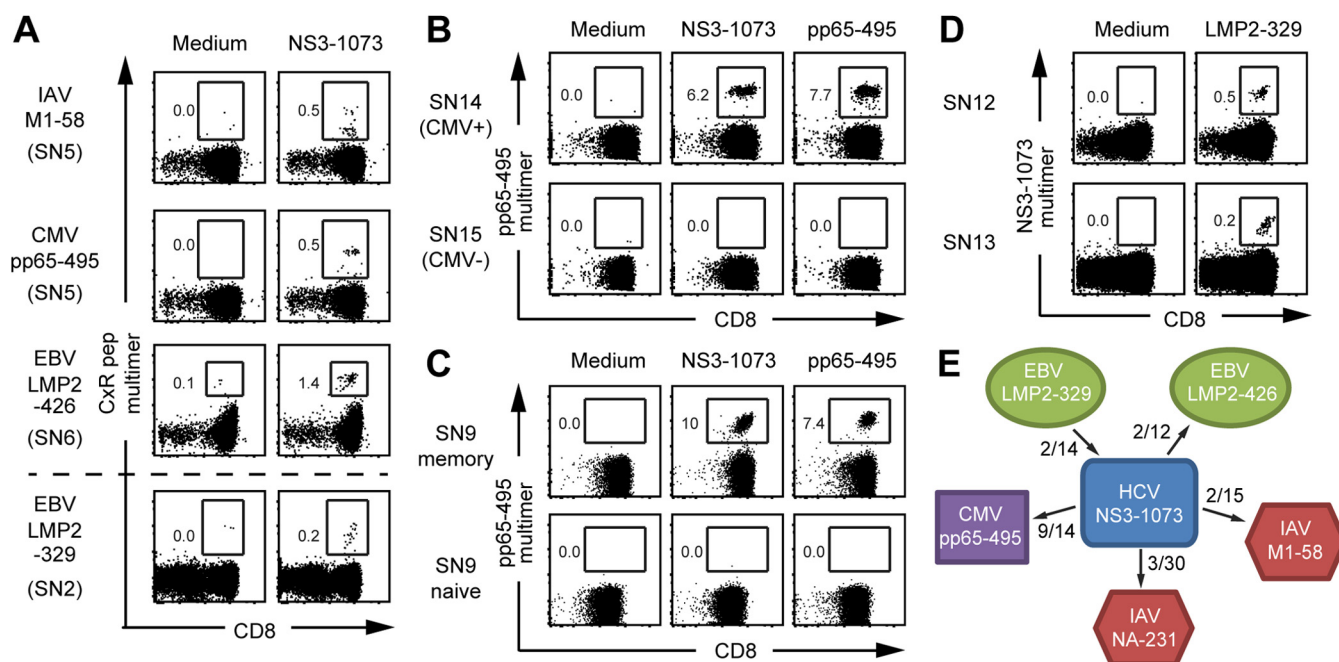 A
Medium
NS3-1073
IAV
M1-58
(SN5)
0.0
0.5
CMV
pp65-495
(SN5)
0.0
0.5
EBV
LMP2
-426
(SN6)
0.1
1.4
EBV
LMP2
-329
(SN2)
0.0
0.2
CxR pep
multimer
CD8
B
Medium
NS3-1073
pp65-495
SN14
(CMV+)
0.0
6.2
7.7
SN15
(CMV-)
0.0
0.0
0.0
pp65-495
multimer
CD8
C
Medium
NS3-1073
pp65-495
SN9
memory
0.0
10
7.4
SN9
naive
0.0
0.0
0.0
pp65-495
multimer
CD8
D
Medium
LMP2-329
SN12
0.0
0.5
SN13
0.0
0.2
NS3-1073
multimer
CD8
E
EBV
LMP2-329
EBV
LMP2-426
2/14
2/12
HCV
NS3-1073
2/15
CMV
pp65-495
9/14
IAV
M1-58
3/30
IAV
NA-231